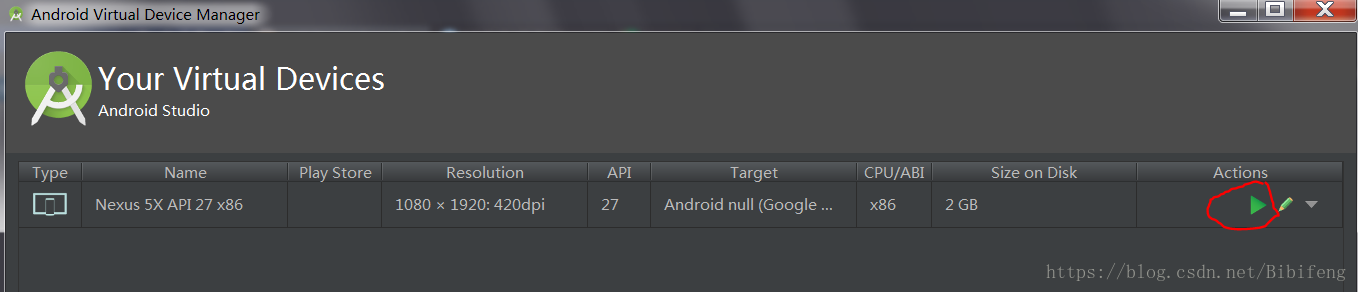 Android Virtual Device Manager
Your Virtual Devices
Android Studio
Type Name Play Store Resolution API Target CPU/ABI Size on Disk Actions
Nexus 5X API 27 x86 1080 × 1920: 420dpi 27 Android null (Google ... x86 2 GB
https://blog.csdn.net/Bibifeng